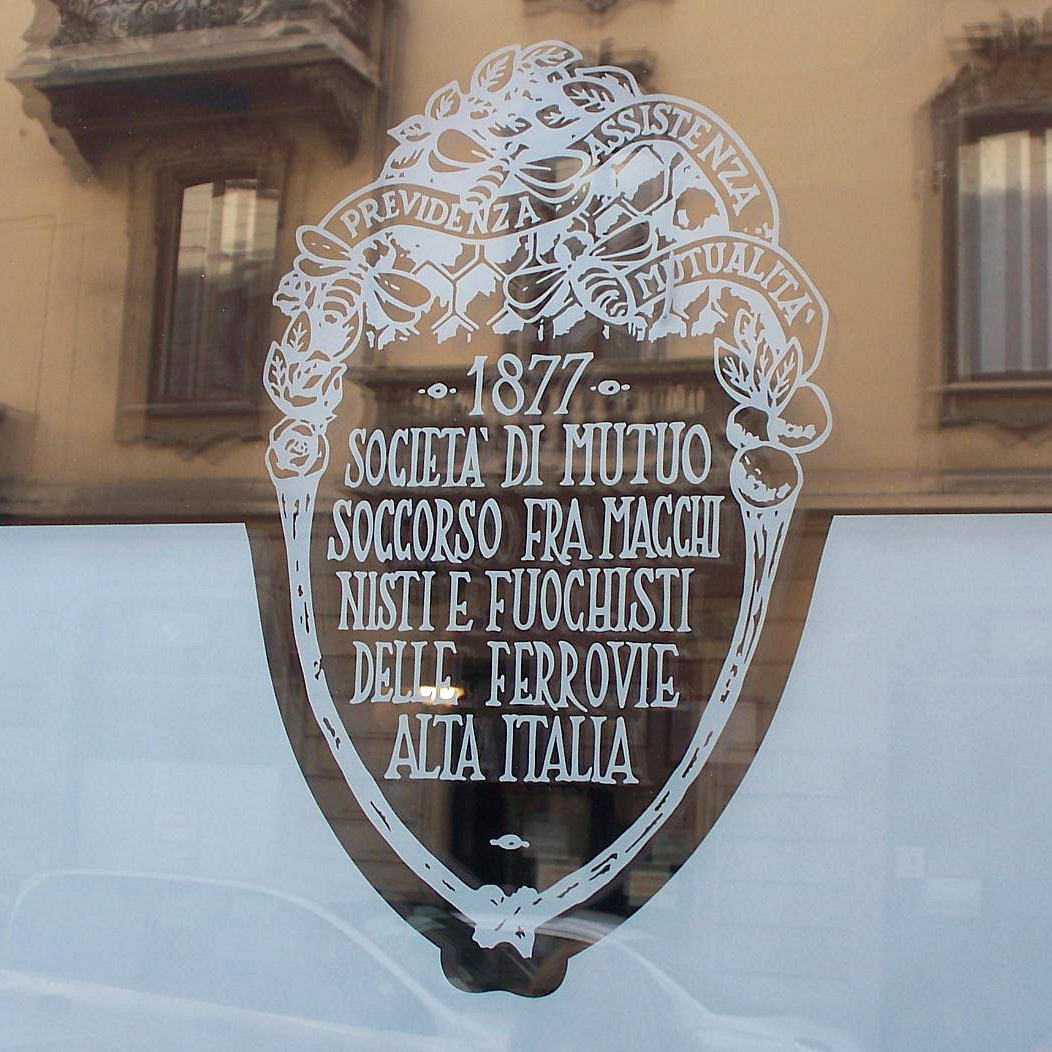 ASSISTENZA
PREVIDENZA
MUTUALITA'
1877
SOCIETA' DI MUTUO
SOCCORSO FRA MACCHI
NISTI E FUOCHISTI
DELLE FERROVIE
ALTA ITALIA